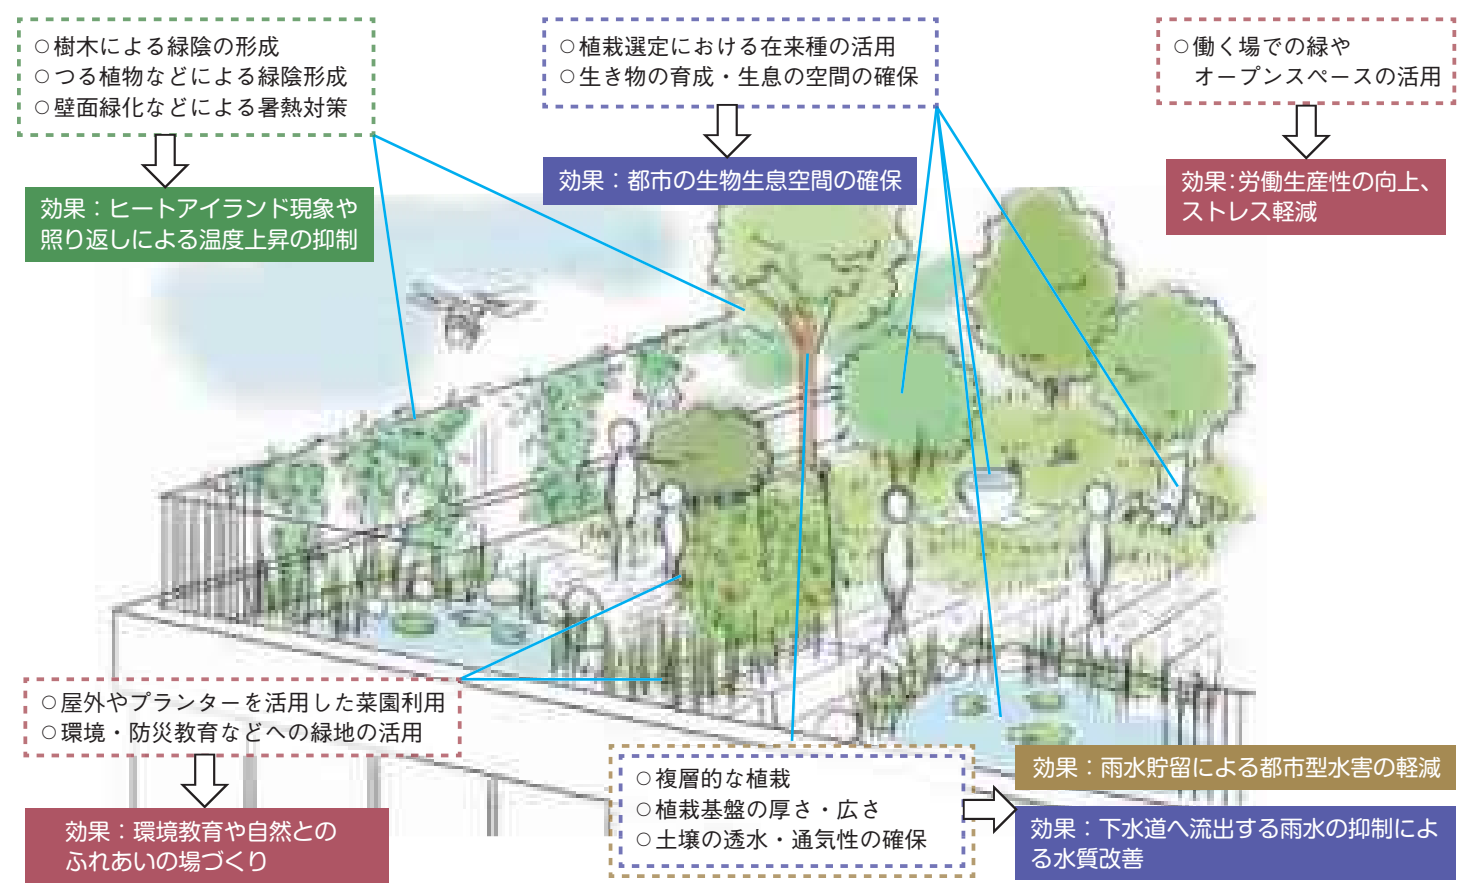 ○樹木による緑陰の形成
○つる植物などによる緑陰形成
○壁面緑化などによる暑熱対策
効果：ヒートアイランド現象や
照り返しによる温度上昇の抑制
○植栽選定における在来種の活用
○生き物の育成・生息の空間の確保
効果：都市の生物生息空間の確保
○働く場での緑や
オープンスペースの活用
効果：労働生産性の向上、
ストレス軽減
○屋外やプランターを活用した菜園利用
○環境・防災教育などへの緑地の活用
効果：環境教育や自然との
ふれあいの場づくり
○複層的な植栽
○植栽基盤の厚さ・広さ
○土壌の透水・通気性の確保
効果：雨水貯留による都市型水害の軽減
効果：下水道へ流出する雨水の抑制によ
る水質改善